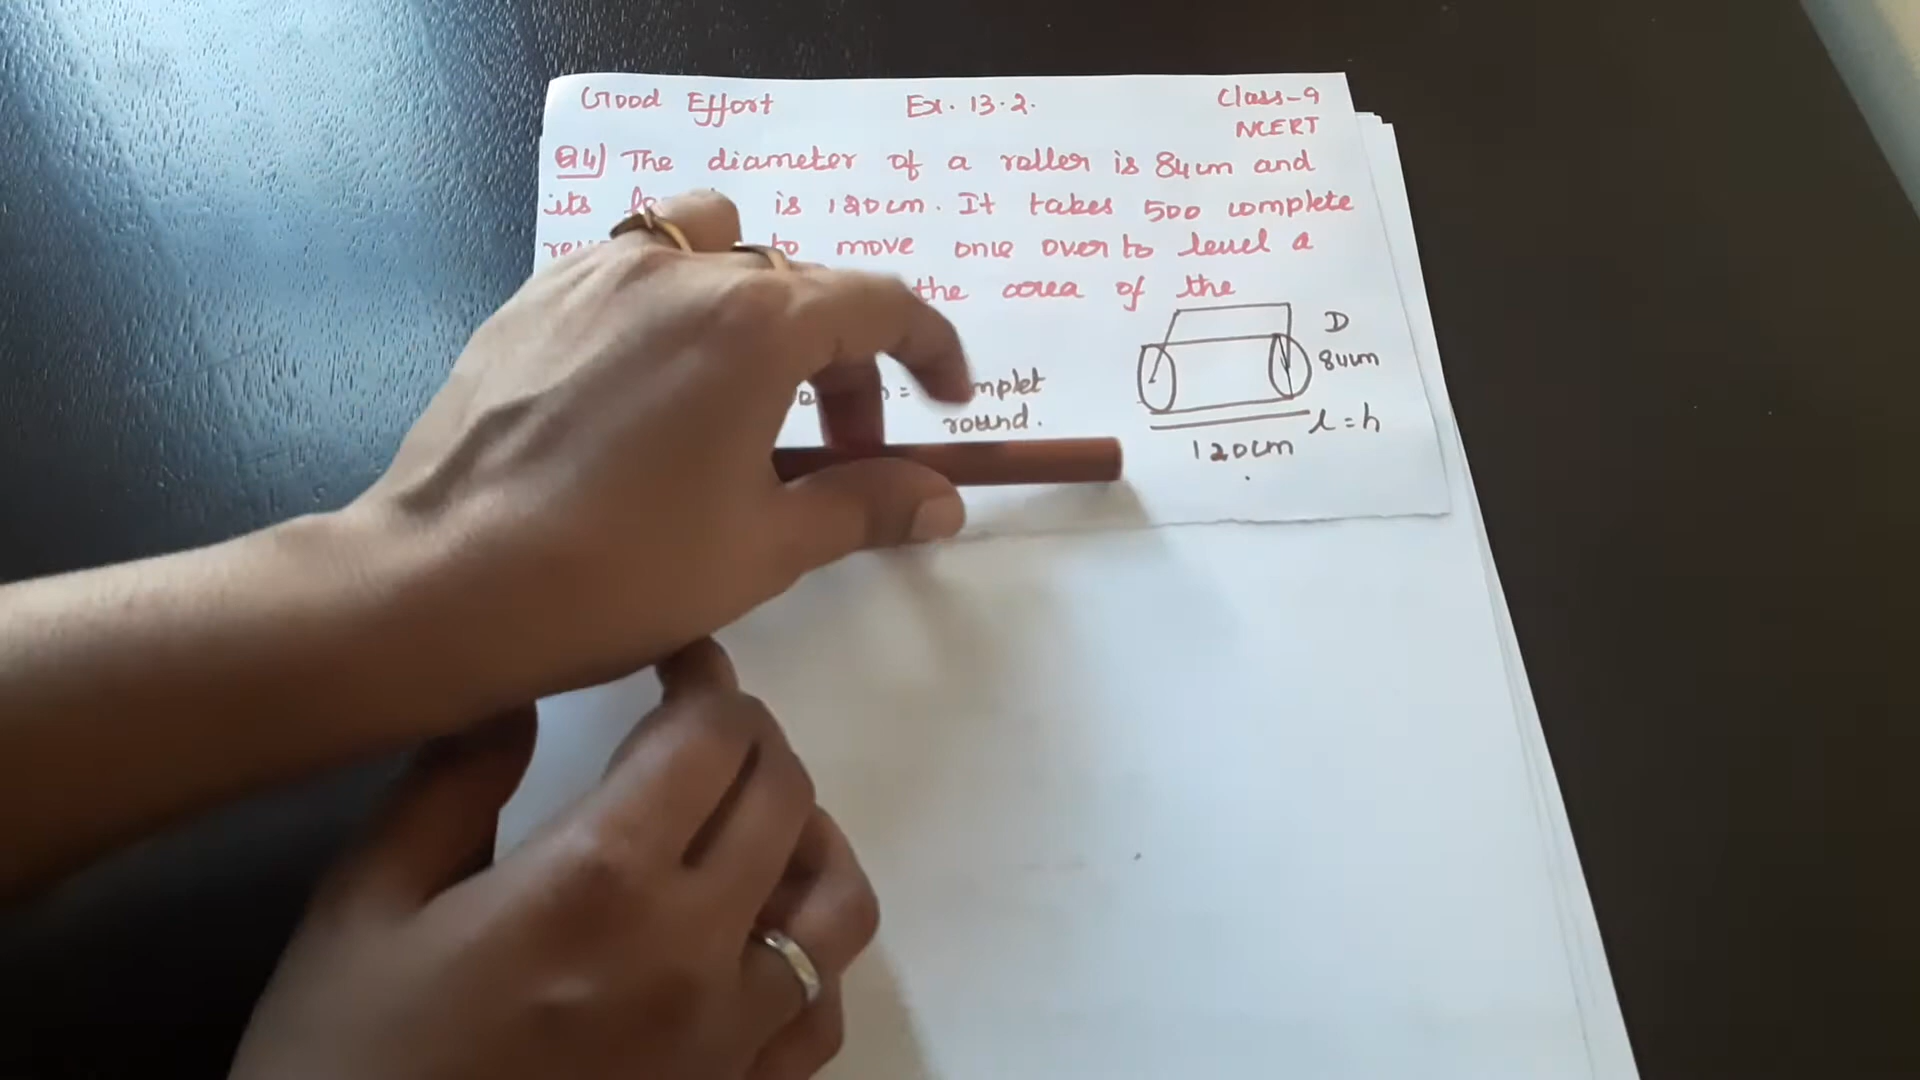 Good Effort Ex. 13.2. Class-9
NCERT
Q4) The diameter of a roller is 84cm and
its is 120cm. It takes 500 complete
to move once over to level a
the area of the
D
84cm
round.
l = h
120cm